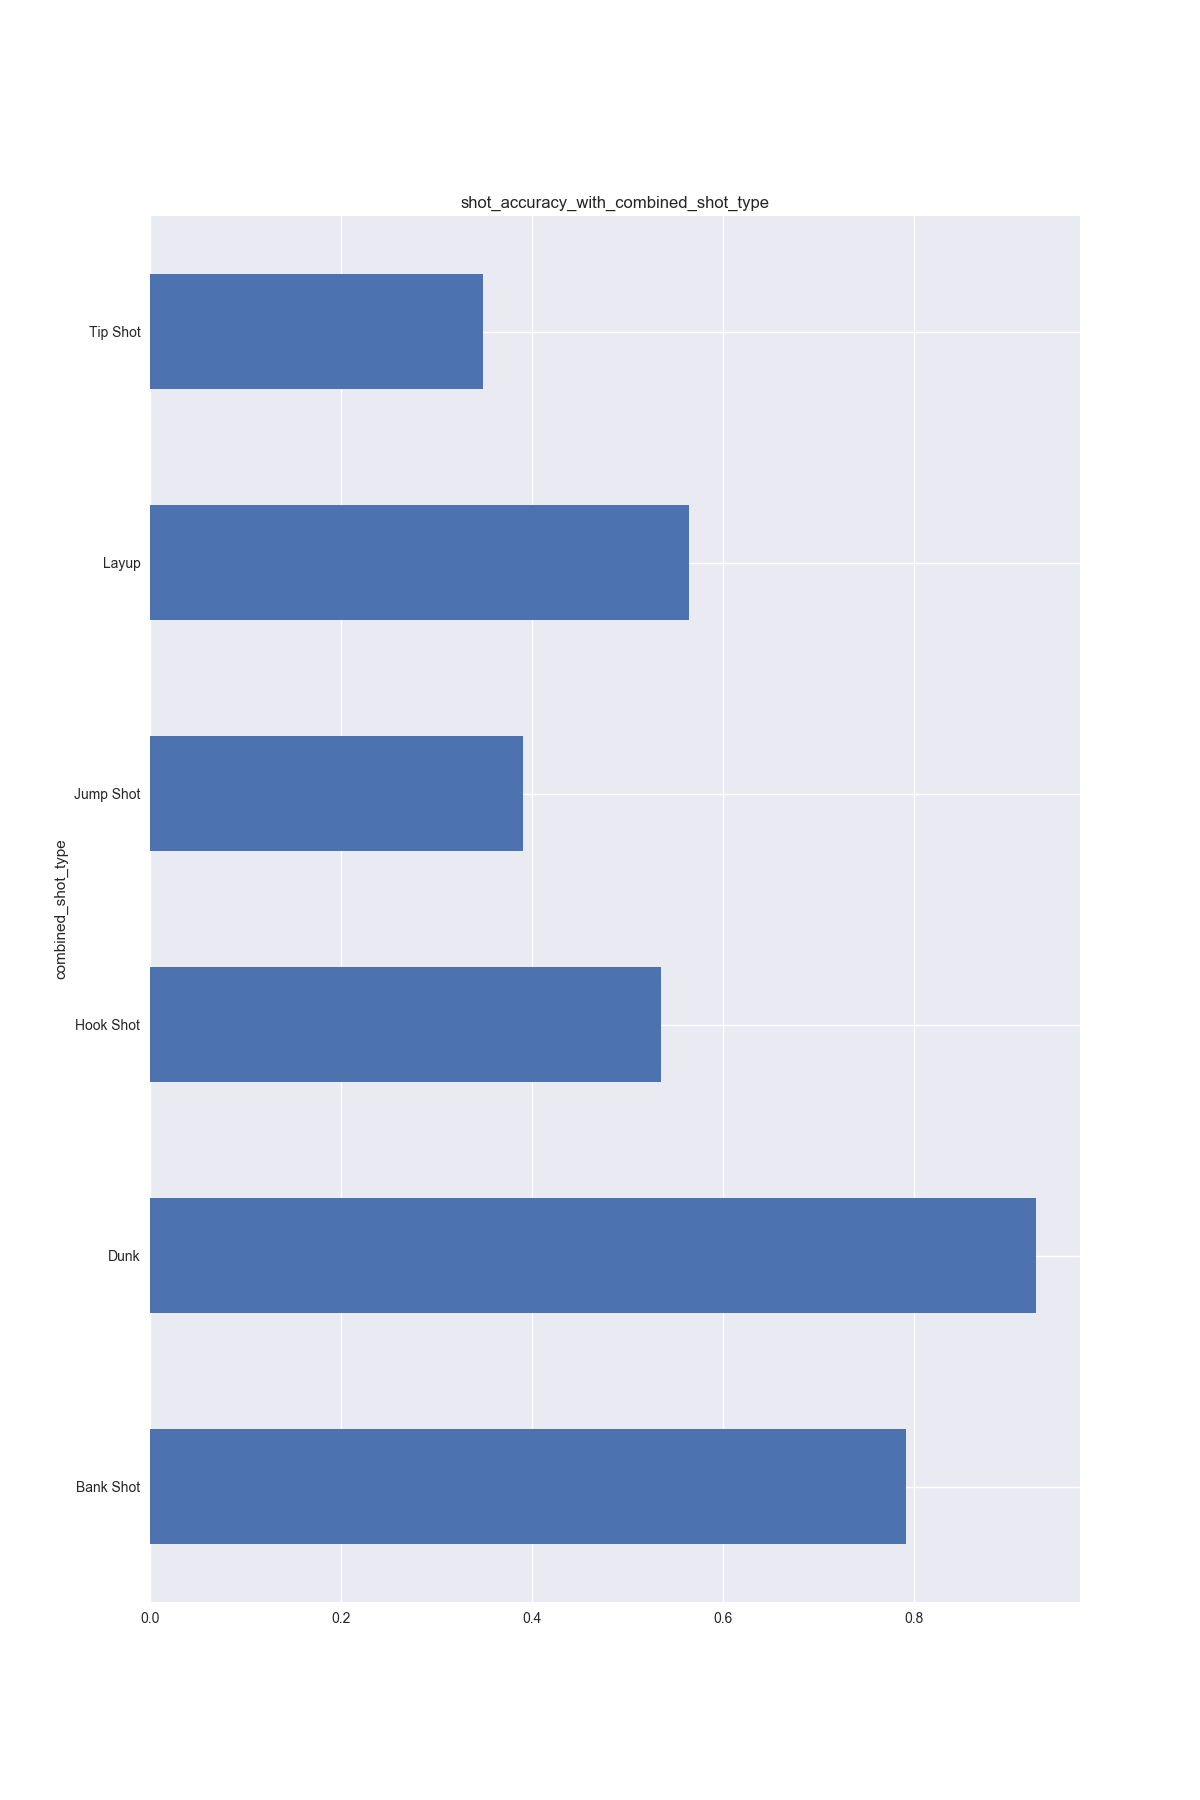 shot_accuracy_with_combined_shot_type
Tip Shot
Layup
Jump Shot
combined_shot_type
Hook Shot
Dunk
Bank Shot
0.0 0.2 0.4 0.6 0.8